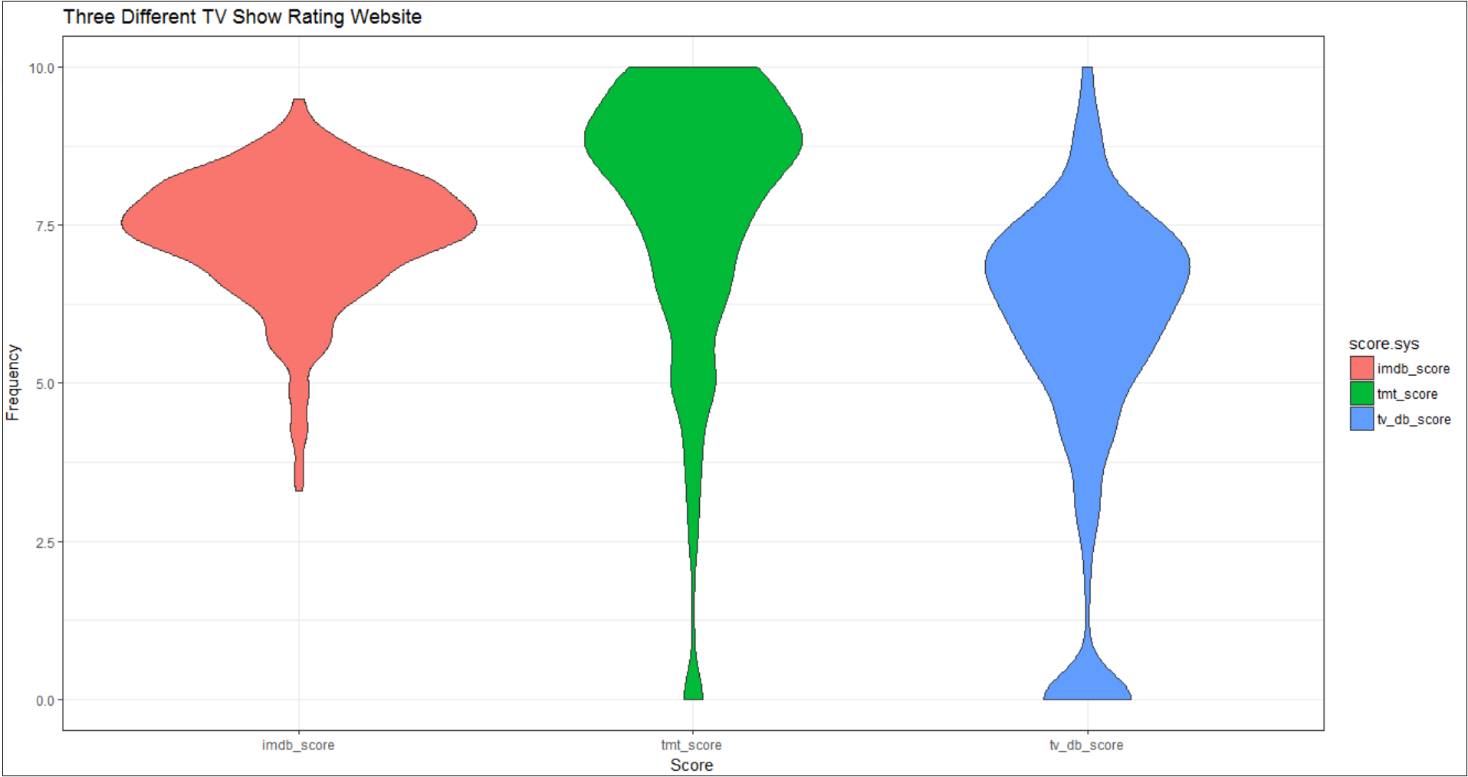 Three Different TV Show Rating Website
10.0
7.5
5.0
2.5
0.0
Frequency
imdb_score
tmt_score
tv_db_score
Score
score.sys
imdb_score
tmt_score
tv_db_score